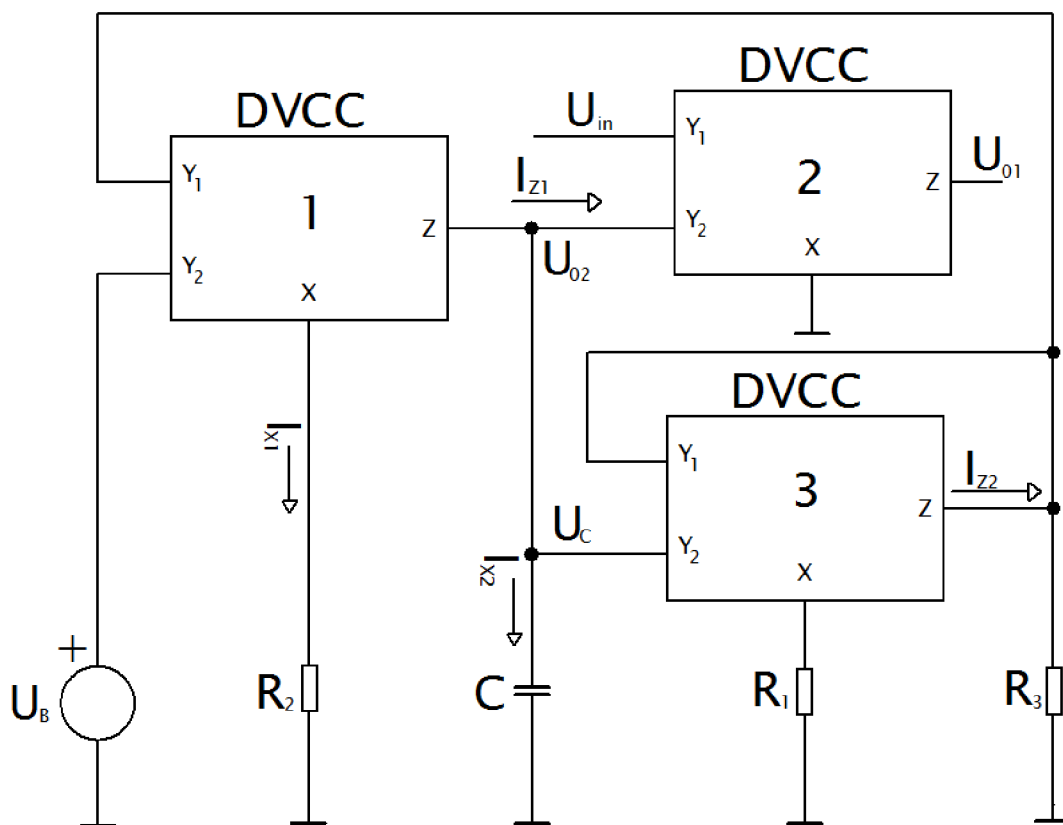 DVCC
Y1
Y2
1
Z
X
DVCC
Uin
Y1
Y2
2
Z
X
U01
IZ1
U02
DVCC
Y1
Y2
3
Z
X
IZ2
IX1
UC
IX2
+
UB
R2
C
R1
R3